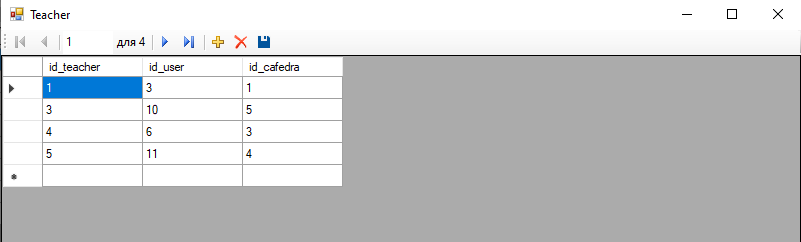 Teacher
1 для 4
id_teacher id_user id_cafedra
1 3 1
3 10 5
4 6 3
5 11 4